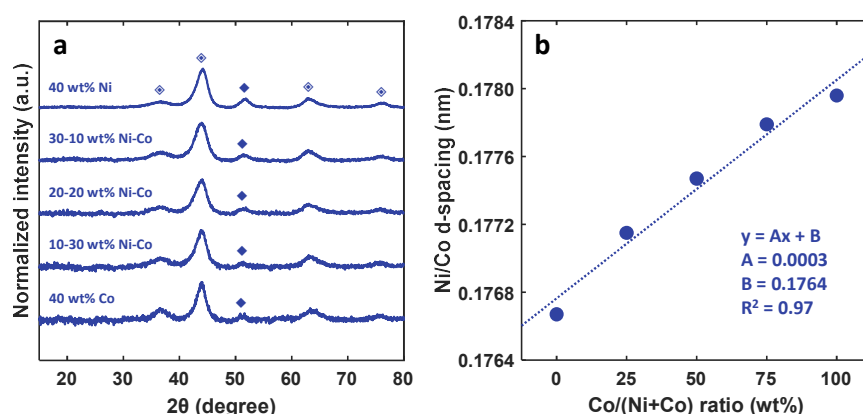 a
40 wt% Ni
30-10 wt% Ni-Co
20-20 wt% Ni-Co
10-30 wt% Ni-Co
40 wt% Co
Normalized intensity (a.u.)
20 30 40 50 60 70 80
2θ (degree)
b
0.1784
0.1780
0.1776
0.1772
0.1768
0.1764
Ni/Co d-spacing (nm)
y = Ax + B
A = 0.0003
B = 0.1764
R² = 0.97
0 25 50 75 100
Co/(Ni+Co) ratio (wt%)